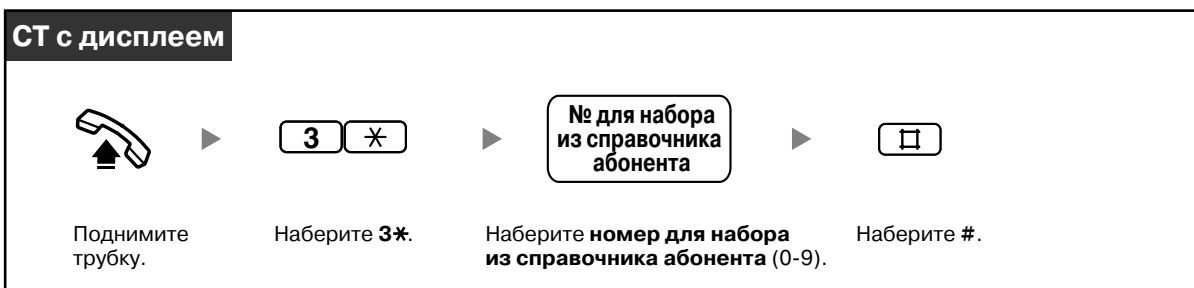 СТ с дисплеем
3 ✳
№ для набора
из справочника
абонента
#
Поднимите
трубку.
Наберите 3✳.
Наберите номер для набора
из справочника абонента (0-9).
Наберите #.